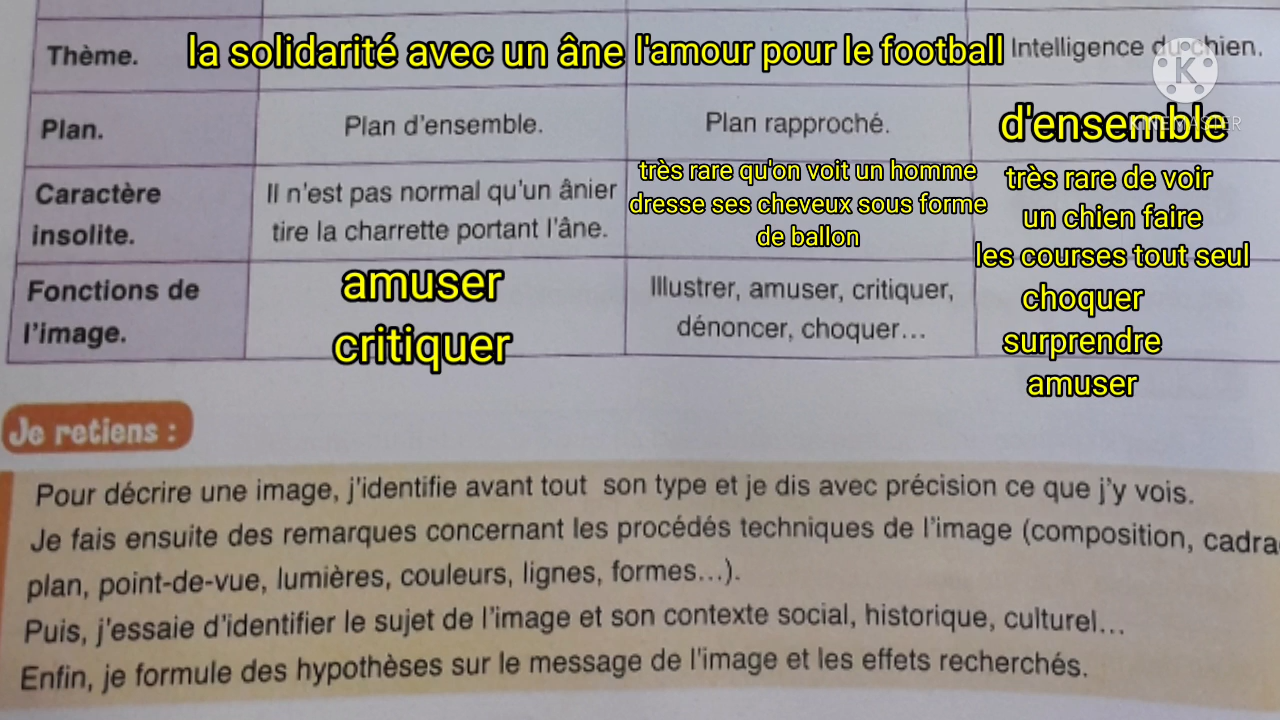 Thème. la solidarité avec un âne l'amour pour le football Intelligence du chien.
Plan. Plan d'ensemble. Plan rapproché. d'ensemble
KINEMASTER
Caractère
insolite.
Il n'est pas normal qu'un ânier
tire la charrette portant l'âne.
très rare qu'on voit un homme
dresse ses cheveux sous forme
de ballon
très rare de voir
un chien faire
les courses tout seul
Fonctions de
l'image.
amuser
critiquer
Illustrer, amuser, critiquer,
dénoncer, choquer...
choquer
surprendre
amuser
Je retiens :
Pour décrire une image, j'identifie avant tout son type et je dis avec précision ce que j'y vois.
Je fais ensuite des remarques concernant les procédés techniques de l'image (composition, cadra
plan, point-de-vue, lumières, couleurs, lignes, formes...).
Puis, j'essaie d'identifier le sujet de l'image et son contexte social, historique, culturel...
Enfin, je formule des hypothèses sur le message de l'image et les effets recherchés.